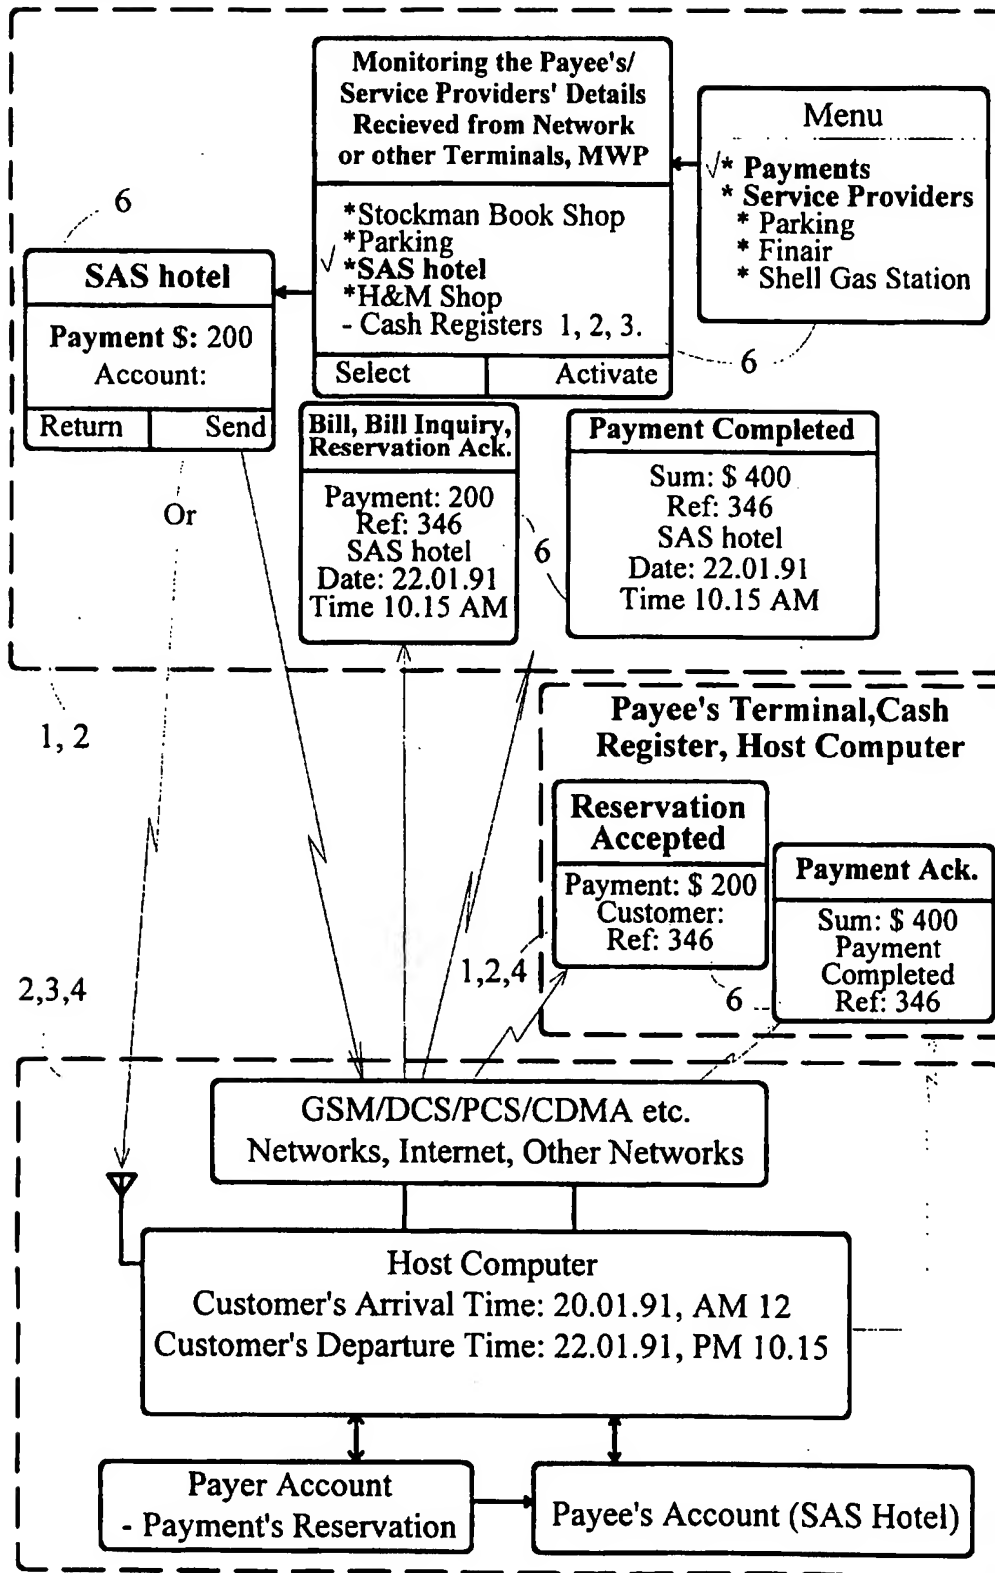 Monitoring the Payee's/
Service Providers' Details
Recieved from Network
or other Terminals, MWP
*Stockman Book Shop
*Parking
√ *SAS hotel
*H&M Shop
- Cash Registers 1, 2, 3.
Select Activate
Menu
√* Payments
* Service Providers
* Parking
* Finair
* Shell Gas Station
6
6
SAS hotel
Payment $: 200
Account:
Return Send
Or
Bill, Bill Inquiry,
Reservation Ack.
Payment: 200
Ref: 346
SAS hotel
Date: 22.01.91
Time 10.15 AM
6
Payment Completed
Sum: $ 400
Ref: 346
SAS hotel
Date: 22.01.91
Time 10.15 AM
1, 2
Payee's Terminal,Cash
Register, Host Computer
Reservation
Accepted
Payment: $ 200
Customer:
Ref: 346
Payment Ack.
Sum: $ 400
Payment
Completed
Ref: 346
1,2,4
6
2,3,4
GSM/DCS/PCS/CDMA etc.
Networks, Internet, Other Networks
Host Computer
Customer's Arrival Time: 20.01.91, AM 12
Customer's Departure Time: 22.01.91, PM 10.15
Payer Account
- Payment's Reservation
Payee's Account (SAS Hotel)